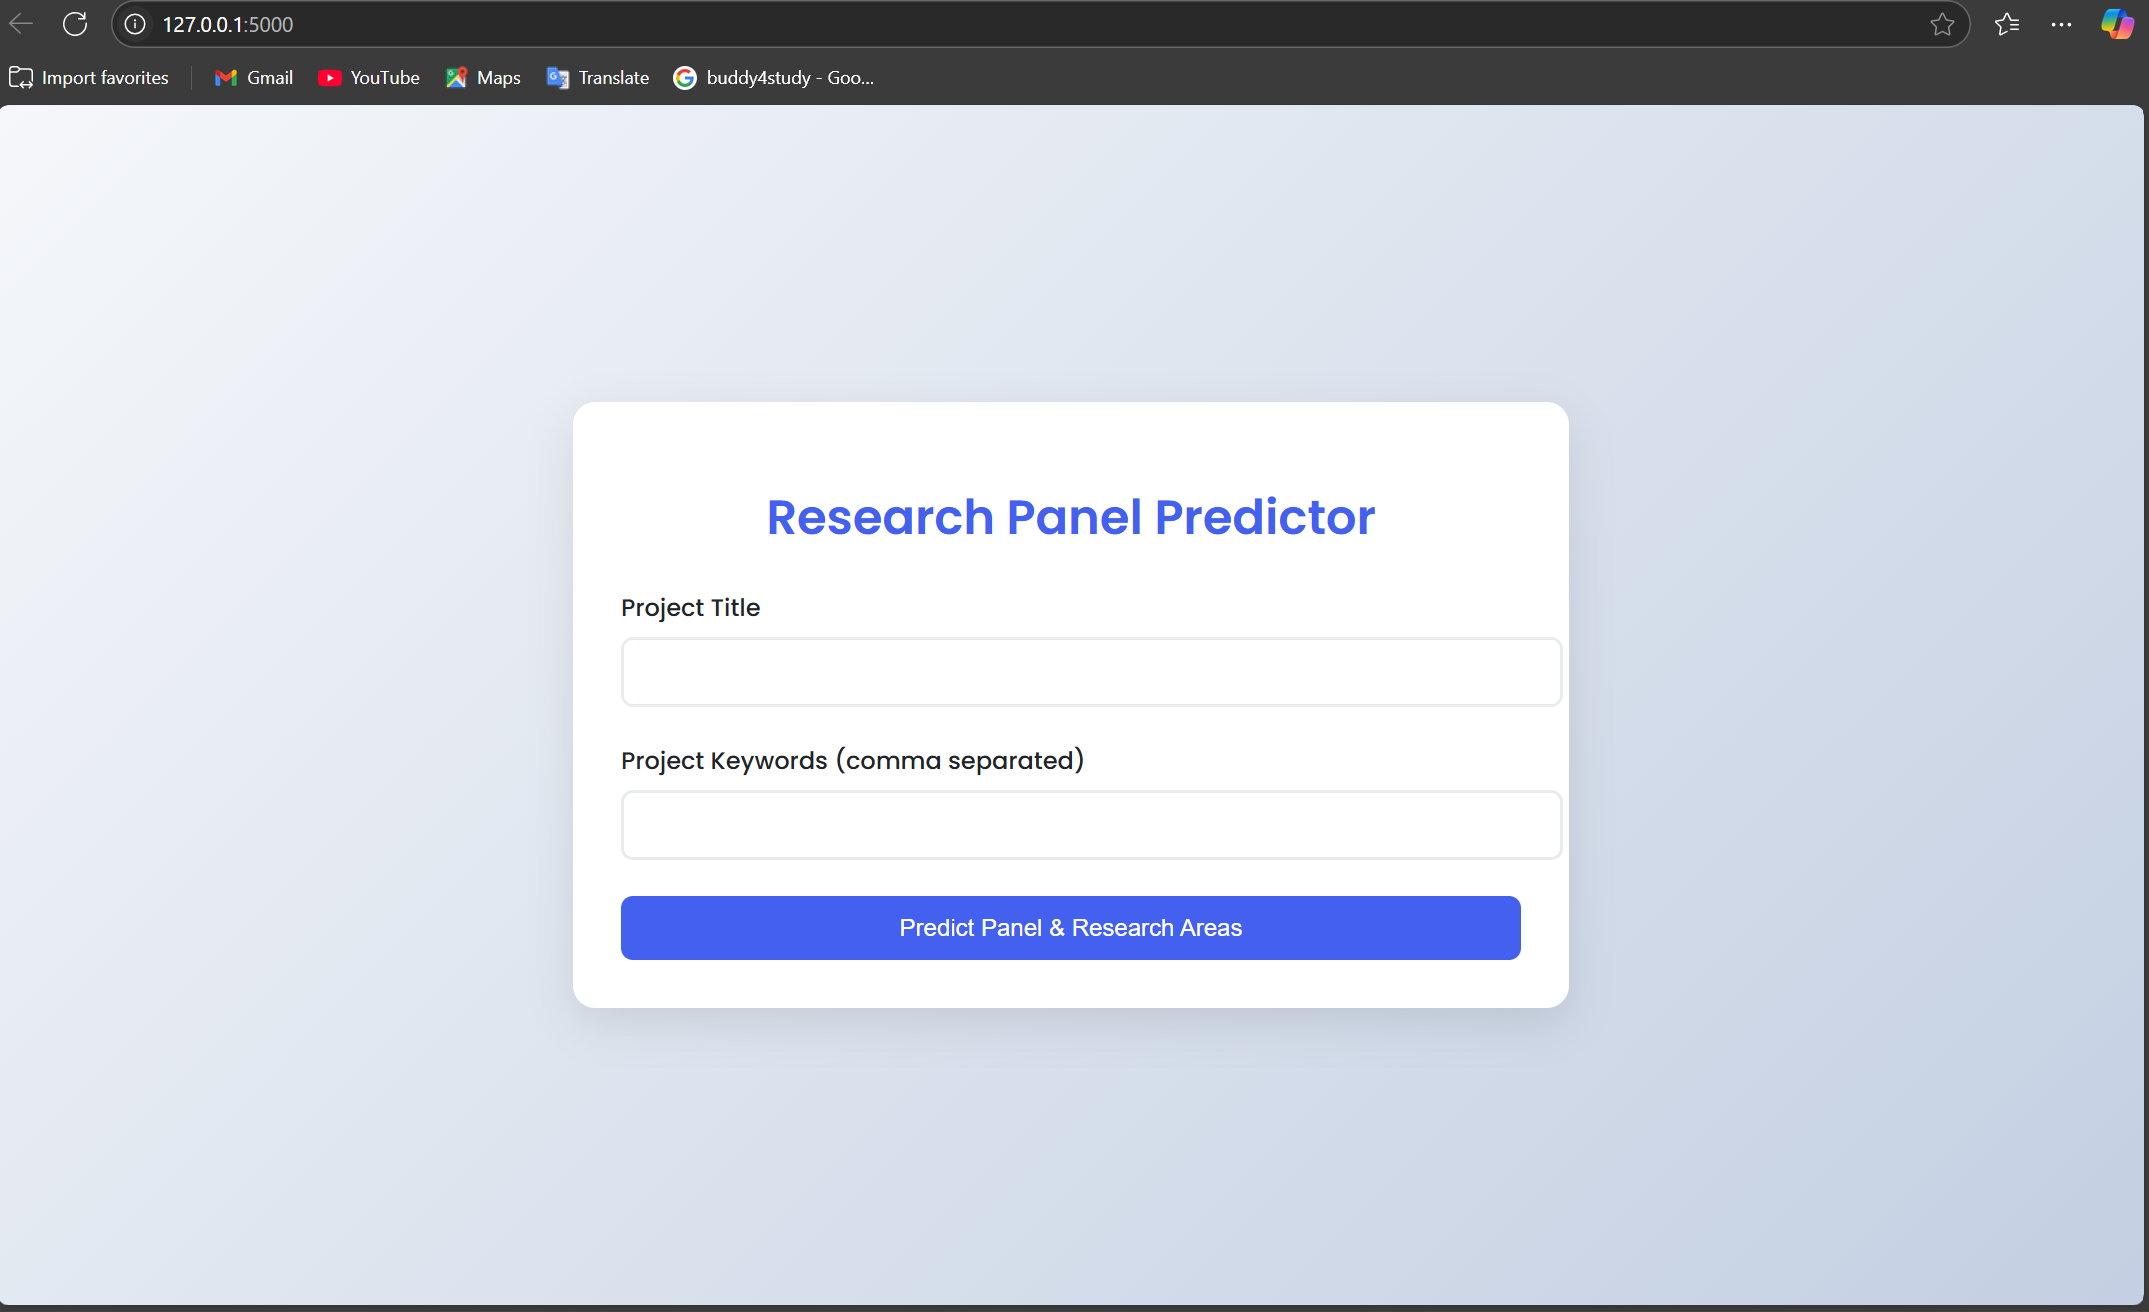 127.0.0.1:5000
Import favorites Gmail YouTube Maps Translate buddy4study - Goo...
Research Panel Predictor
Project Title
Project Keywords (comma separated)
Predict Panel & Research Areas